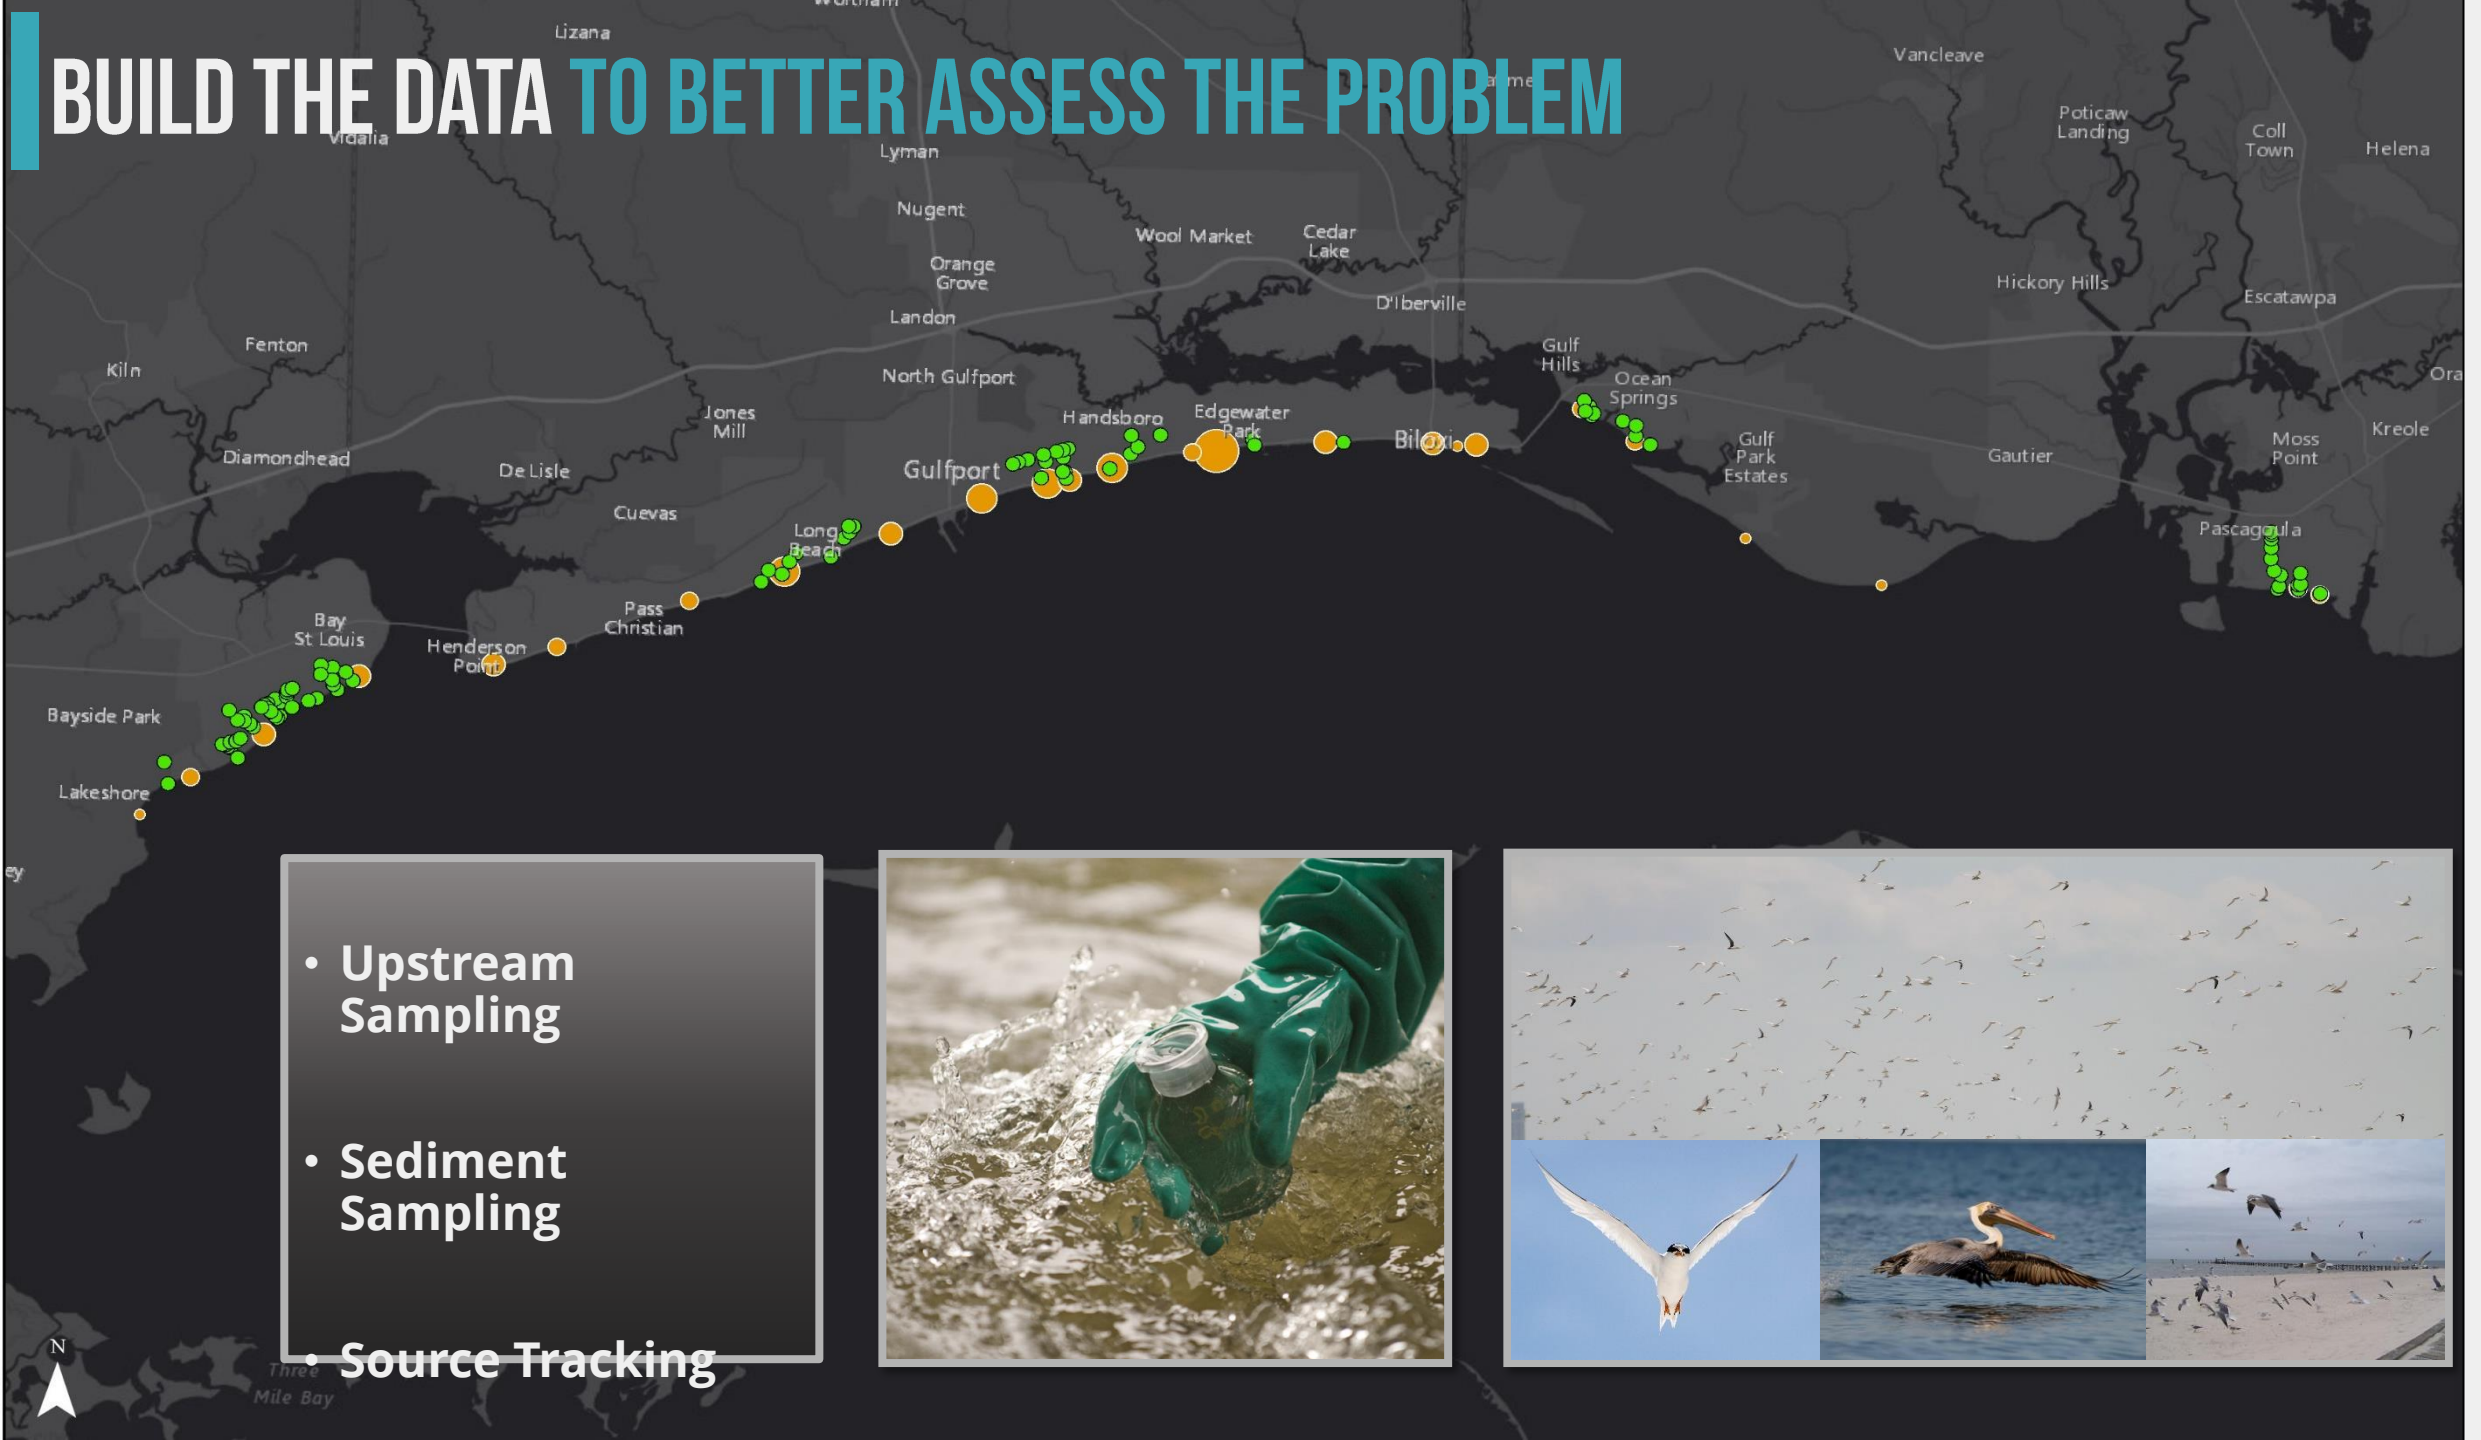 Wortham
Lizana
Vancleave
BUILD THE DATA TO BETTER ASSESS THE PROBLEM
Vidalia
Lyman
Poticaw
Landing
Coll
Town
Helena
Nugent
Wool Market
Cedar
Lake
Orange
Grove
Hickory Hills
Escatawpa
D'Iberville
Landon
Fenton
Kiln
North Gulfport
Gulf
Hills
Ocean
Springs
Jones
Mill
Handsboro
Edgewater
Park
Biloxi
Gulf
Park
Estates
Gautier
Moss
Point
Kreole
Diamondhead
De Lisle
Gulfport
Cuevas
Long
Beach
Pascagoula
Pass
Christian
Bay
St Louis
Henderson
Point
Bayside Park
Lakeshore
• Upstream
Sampling
• Sediment
Sampling
• Source Tracking
N
Three
Mile Bay